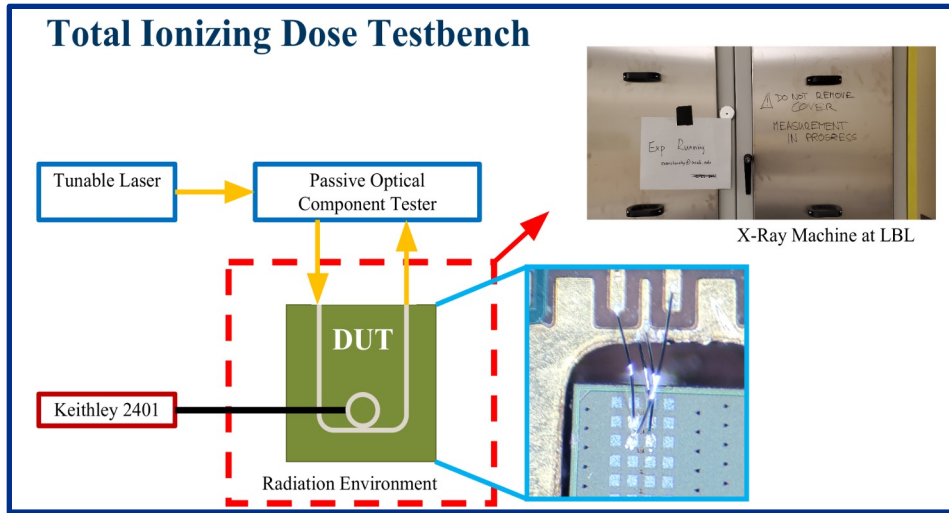 Total Ionizing Dose Testbench
Tunable Laser
Passive Optical
Component Tester
DUT
Keithley 2401
Radiation Environment
Exp Running
⚠ DO NOT REMOVE
COVER
MEASUREMENT
IN PROGRESS
X-Ray Machine at LBL